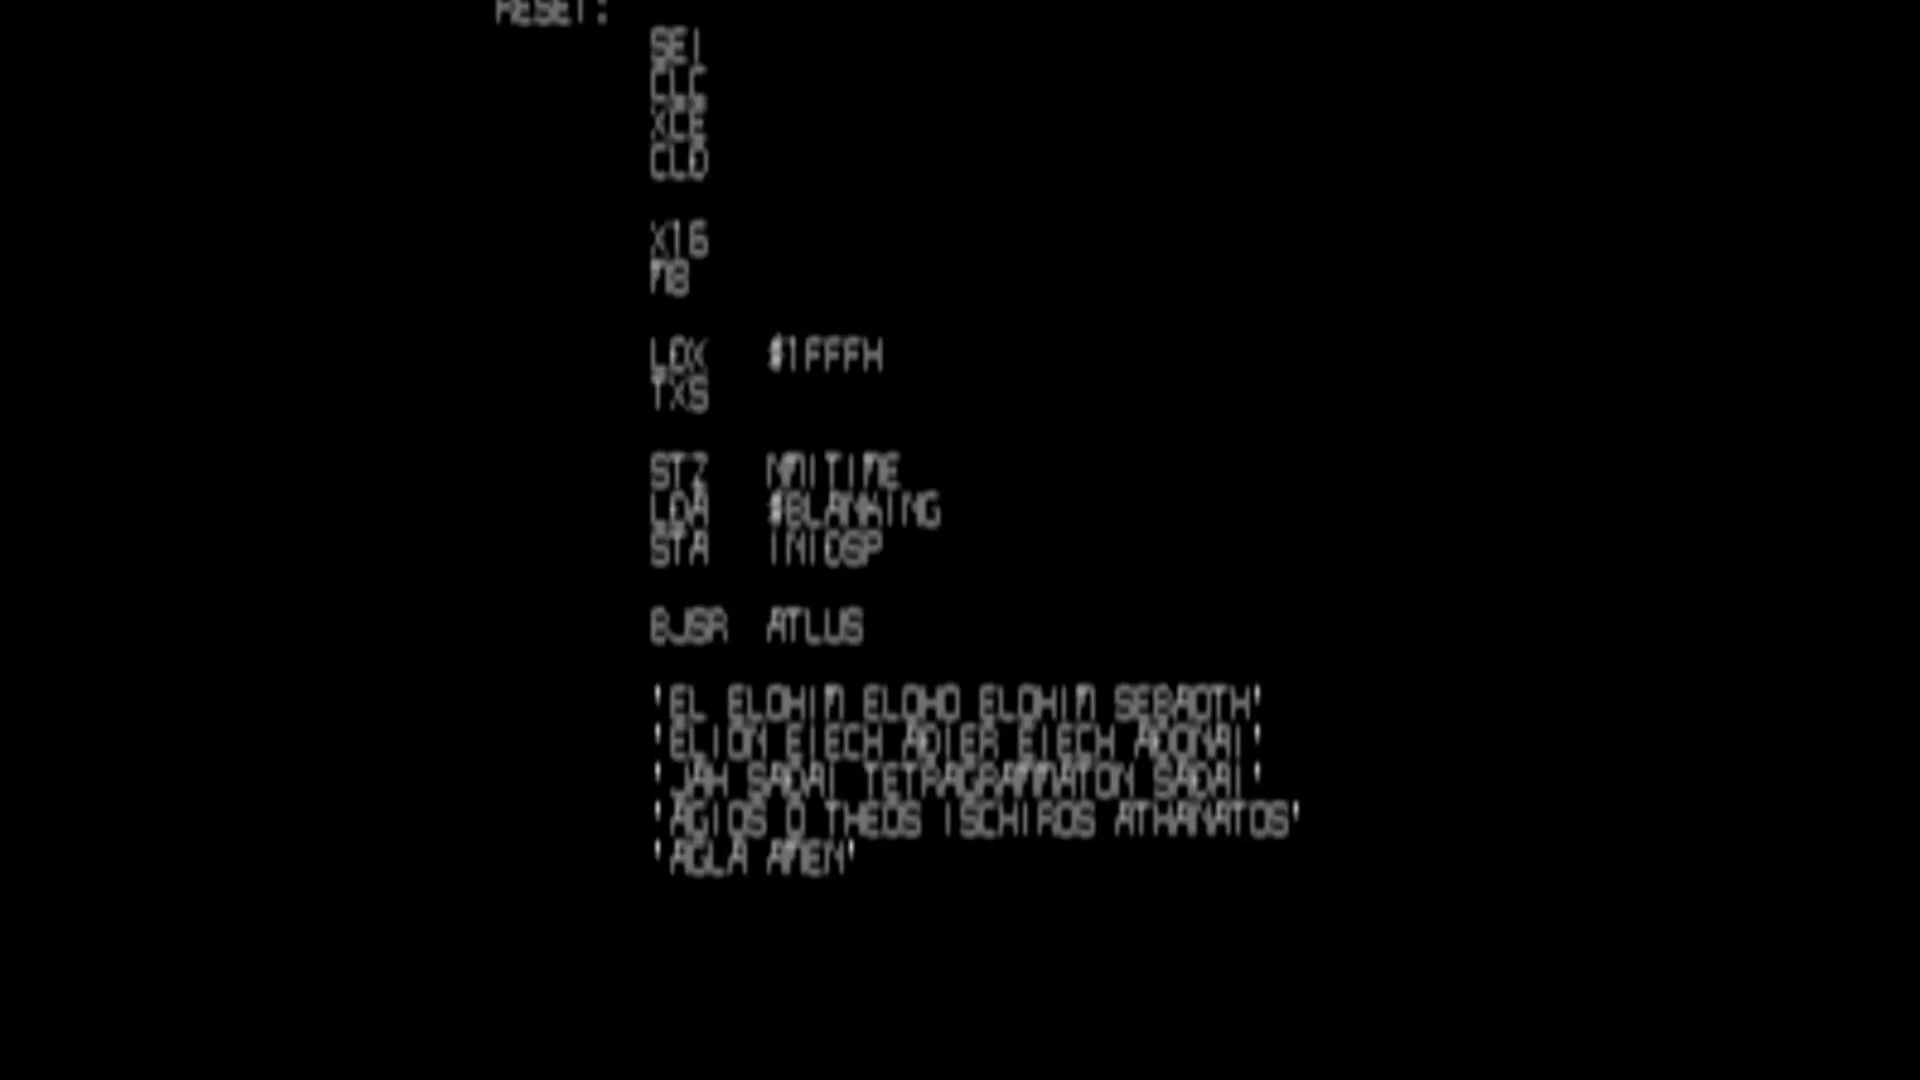 RESET:
SEI
CLC
XCE
CLD
X16
M8
LDX #1FFFH
TXS
STZ NMITIME
LDA #BLANKING
STA INIDSP
BJSR ATLUS
'EL ELOHIM ELOHO ELOHIM SEBAOTH'
'ELION EIECH ADIER EIECH ADONAI'
'JAH SADAI TETRAGRAMMATON SADAI'
'AGIOS O THEOS ISCHIROS ATHANATOS'
'AGLA AMEN'